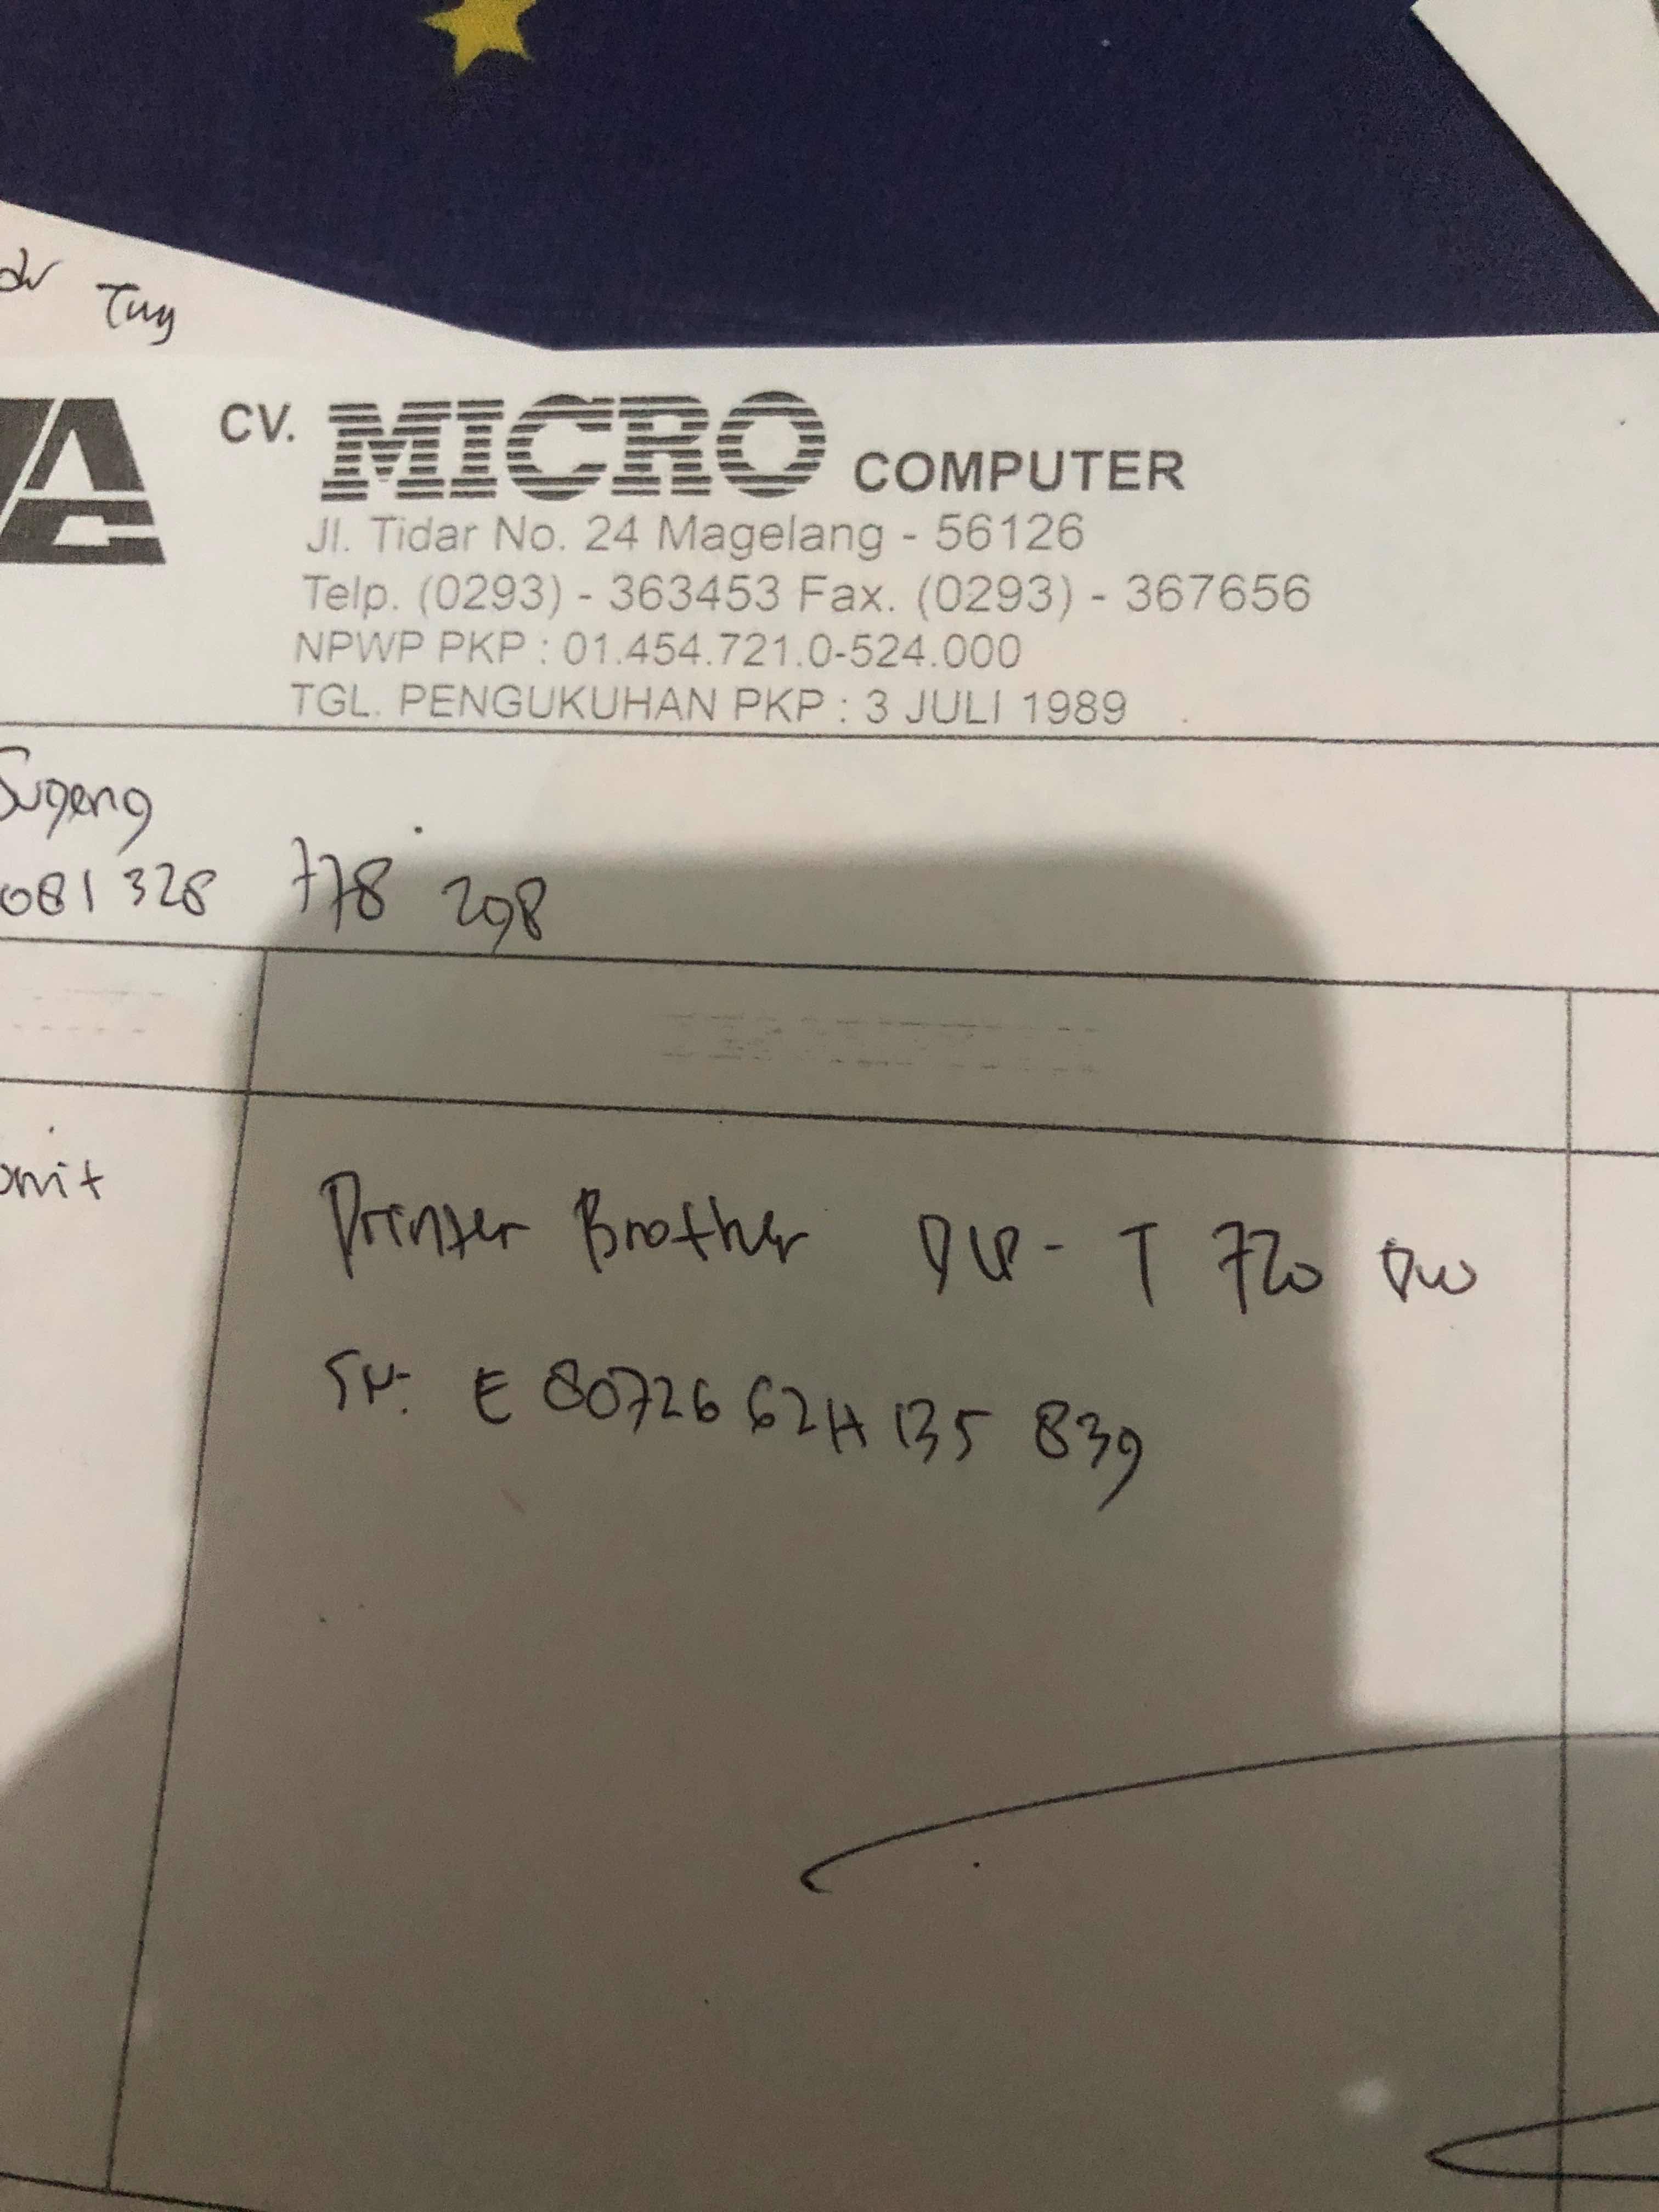 Tuy
CV. MICRO COMPUTER
Jl. Tidar No. 24 Magelang - 56126
Telp. (0293) - 363453 Fax. (0293) - 367656
NPWP PKP : 01.454.721.0-524.000
TGL. PENGUKUHAN PKP : 3 JULI 1989
Sugeng
081 328 778 298
Printer Brother DCP - T 720 DW
SN: E 80726 62H 135 839